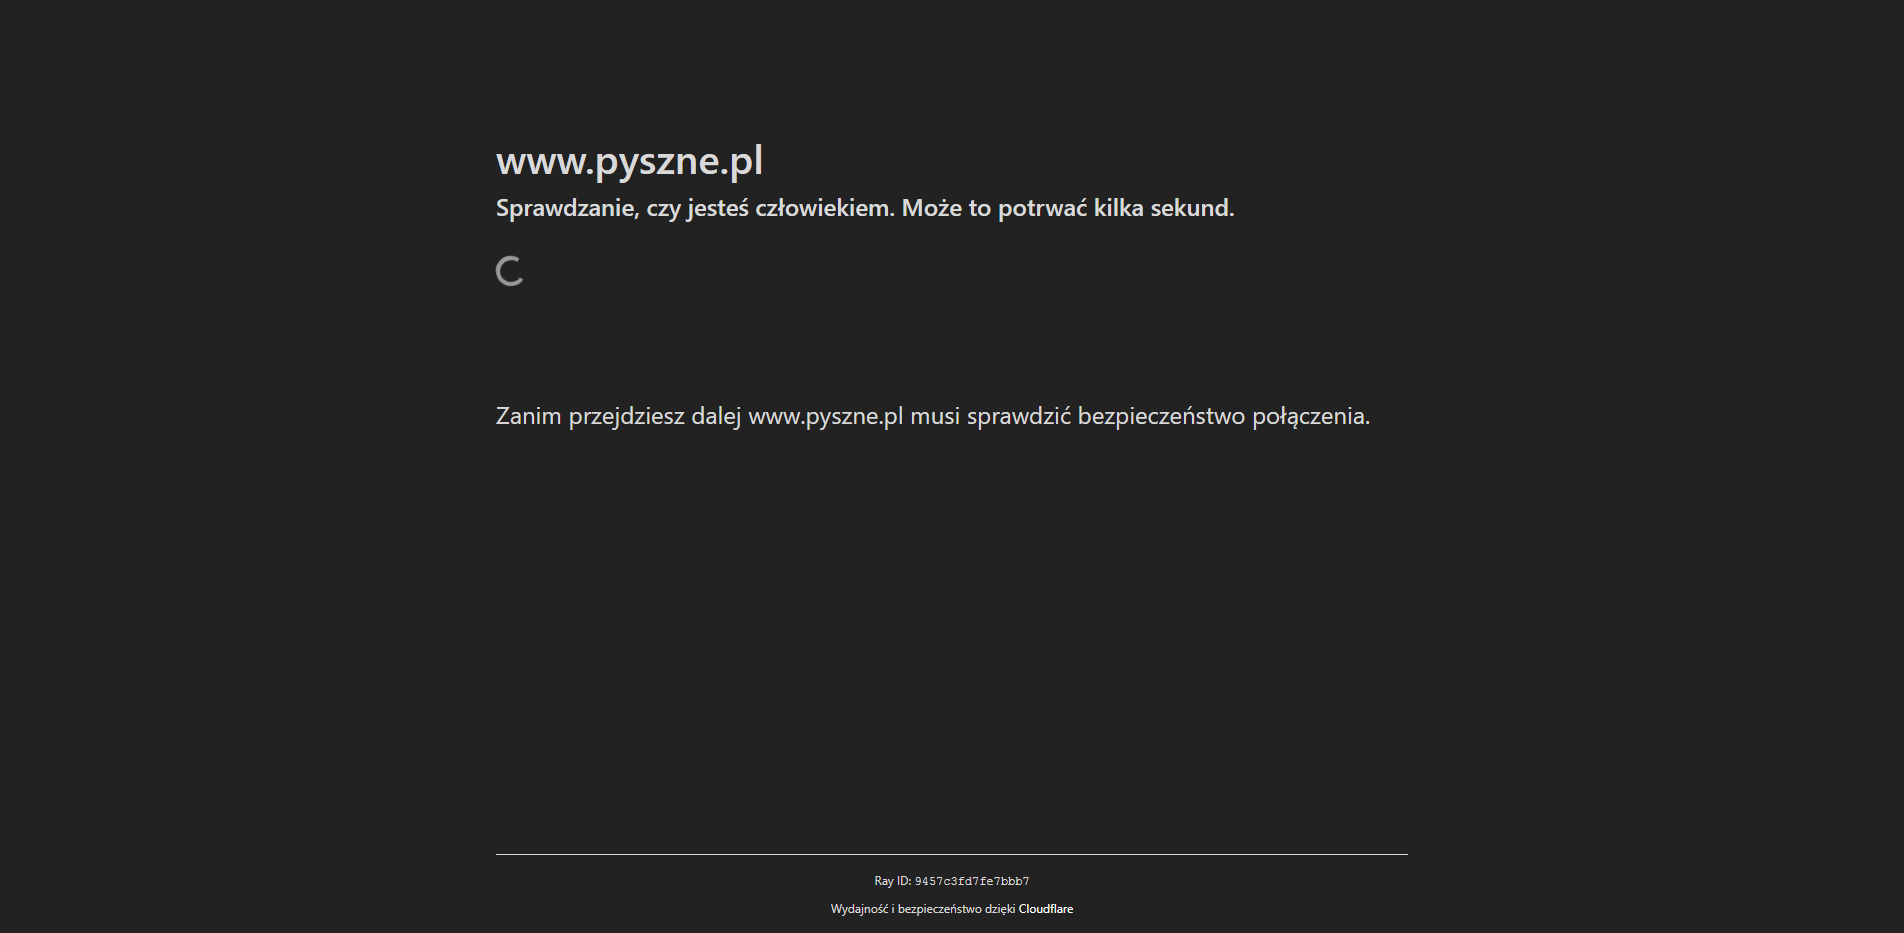 www.pyszne.pl
Sprawdzanie, czy jesteś człowiekiem. Może to potrwać kilka sekund.
Zanim przejdziesz dalej www.pyszne.pl musi sprawdzić bezpieczeństwo połączenia.
Ray ID: 9457c3fd7fe7bbb7
Wydajność i bezpieczeństwo dzięki Cloudflare